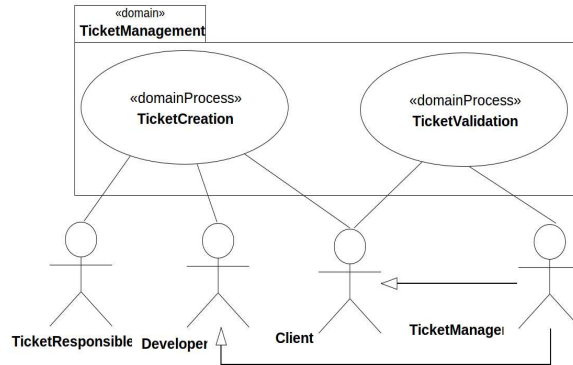 «domain»
TicketManagement
«domainProcess»
TicketCreation
«domainProcess»
TicketValidation
TicketResponsible
Developer
Client
TicketManager